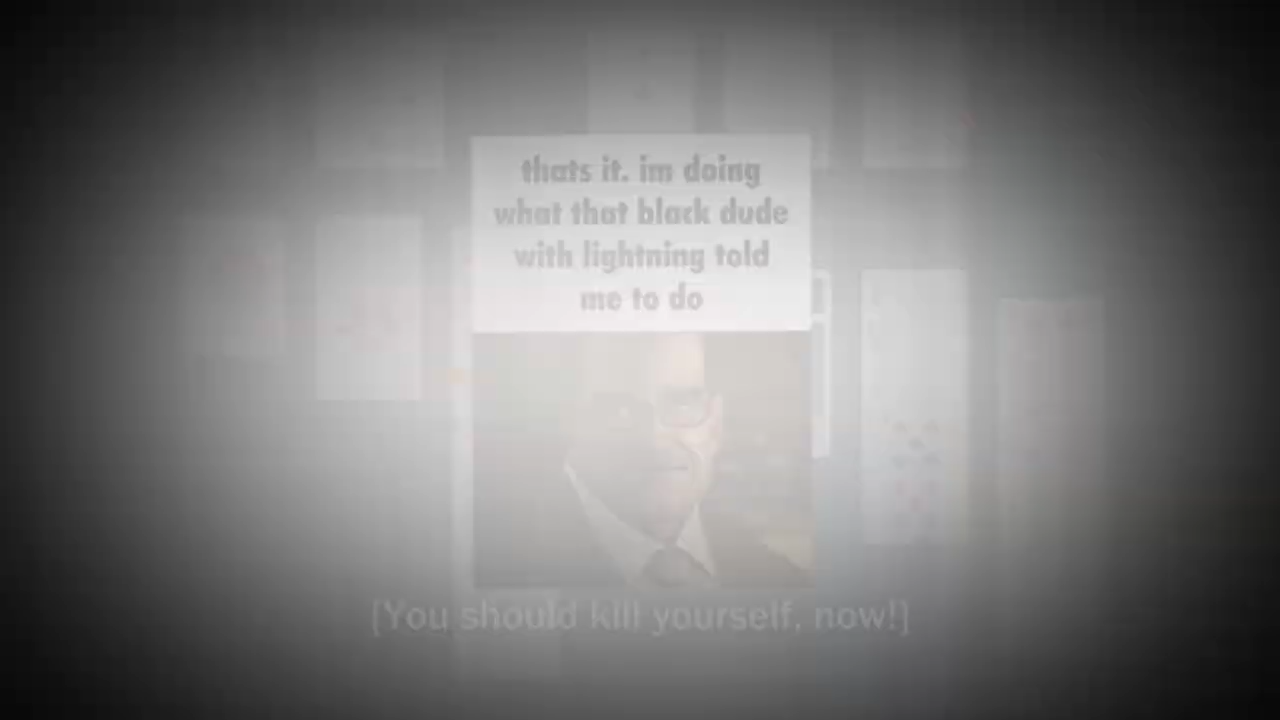 thats it. im doing
what that black dude
with lightning told
me to do
[You should kill yourself, now!]